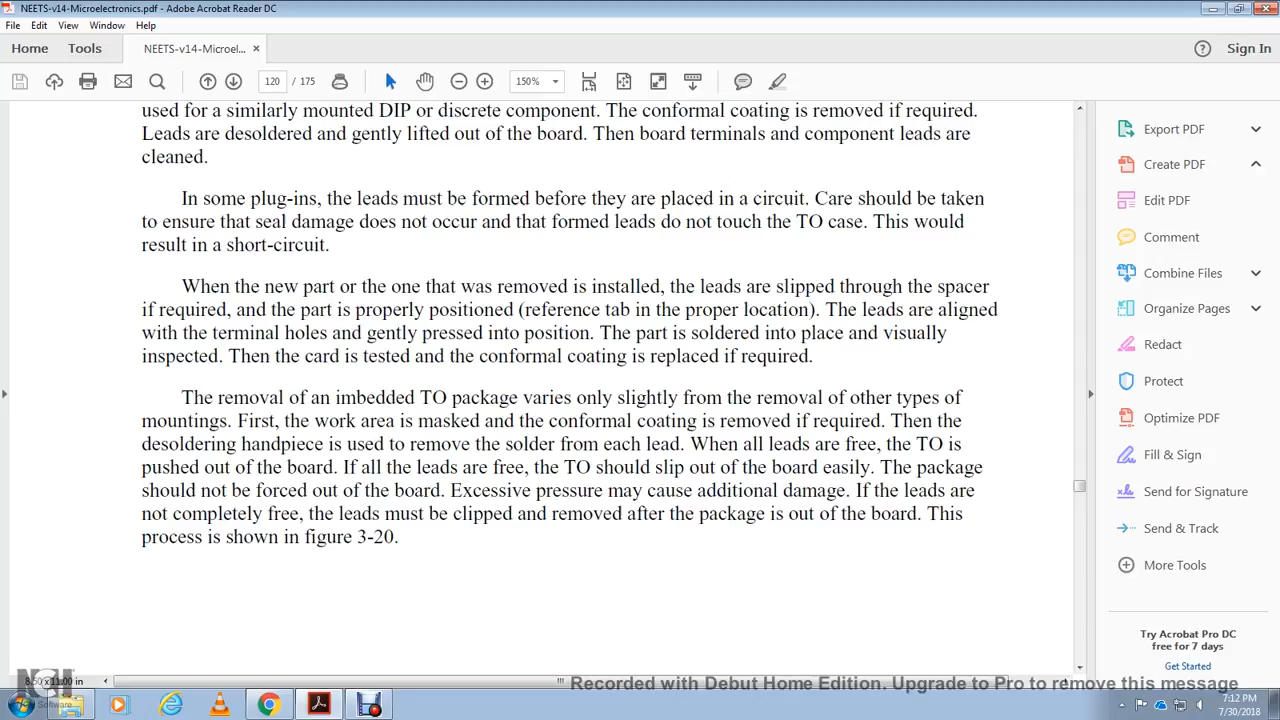 NEETS-v14-Microelectronics.pdf - Adobe Acrobat Reader DC
File Edit View Window Help
Home Tools NEETS-v14-Microel... × Sign In
120 / 175 150%
used for a similarly mounted DIP or discrete component. The conformal coating is removed if required.
Leads are desoldered and gently lifted out of the board. Then board terminals and component leads are
cleaned.
In some plug-ins, the leads must be formed before they are placed in a circuit. Care should be taken
to ensure that seal damage does not occur and that formed leads do not touch the TO case. This would
result in a short-circuit.
When the new part or the one that was removed is installed, the leads are slipped through the spacer
if required, and the part is properly positioned (reference tab in the proper location). The leads are aligned
with the terminal holes and gently pressed into position. The part is soldered into place and visually
inspected. Then the card is tested and the conformal coating is replaced if required.
The removal of an imbedded TO package varies only slightly from the removal of other types of
mountings. First, the work area is masked and the conformal coating is removed if required. Then the
desoldering handpiece is used to remove the solder from each lead. When all leads are free, the TO is
pushed out of the board. If all the leads are free, the TO should slip out of the board easily. The package
should not be forced out of the board. Excessive pressure may cause additional damage. If the leads are
not completely free, the leads must be clipped and removed after the package is out of the board. This
process is shown in figure 3-20.
Export PDF
Create PDF
Edit PDF
Comment
Combine Files
Organize Pages
Redact
Protect
Optimize PDF
Fill & Sign
Send for Signature
Send & Track
More Tools
Try Acrobat Pro DC
free for 7 days
Get Started
8.50 x 11.00 in
NCH
Software
Recorded with Debut Home Edition. Upgrade to Pro to remove this message
7:12 PM
7/30/2018